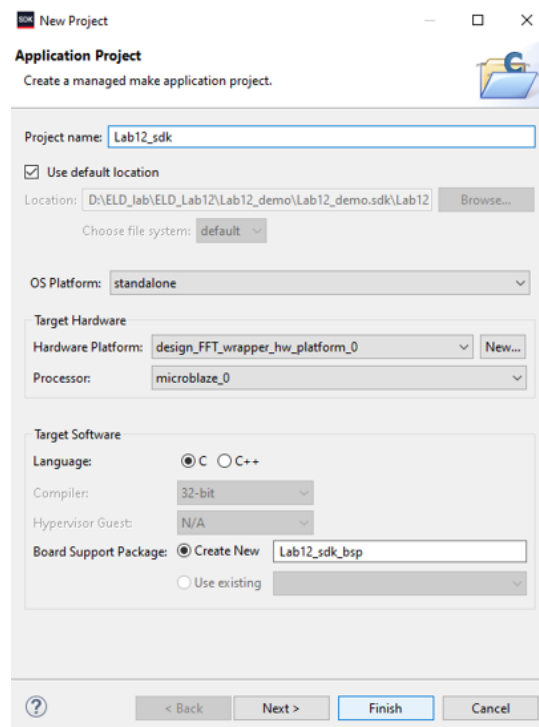 SDK New Project
Application Project
Create a managed make application project.
Project name: Lab12_sdk
Use default location
Location: D:\ELD_lab\ELD_Lab12\Lab12_demo\Lab12_demo.sdk\Lab12 Browse...
Choose file system: default
OS Platform: standalone
Target Hardware
Hardware Platform: design_FFT_wrapper_hw_platform_0 New...
Processor: microblaze_0
Target Software
Language: C C++
Compiler: 32-bit
Hypervisor Guest: N/A
Board Support Package: Create New Lab12_sdk_bsp
Use existing
? < Back Next > Finish Cancel